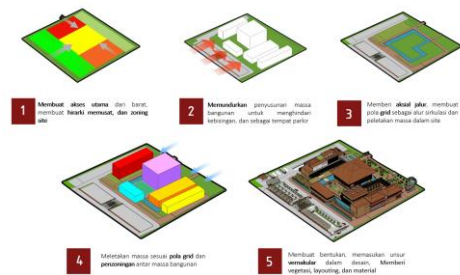 1
Membuat akses utama dari barat,
membuat hirarki memusat, dan zoning
site
2
Memundurkan penyusunan massa
bangunan untuk menghindari
kebisingan, dan sebagai tempat parkir
3
Memberi aksial jalur, membuat
pola grid sebagai alur sirkulasi dan
peletakan massa dalam site
4
Meletakan massa sesuai pola grid dan
penzoningan antar massa bangunan
5
Membuat bentukan, memasukan unsur
vernakular dalam desain, Memberi
vegetasi, layouting, dan material